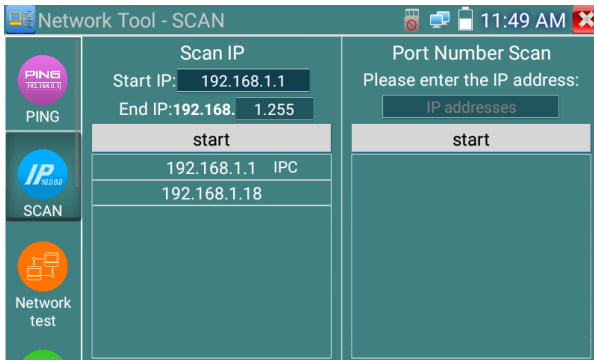 Network Tool - SCAN
11:49 AM
PING
192.168.0.1
PING
IP
10.0.0.0
SCAN
Network
test
Scan IP
Start IP: 192.168.1.1
End IP:192.168. 1.255
start
192.168.1.1 IPC
192.168.1.18
Port Number Scan
Please enter the IP address:
IP addresses
start